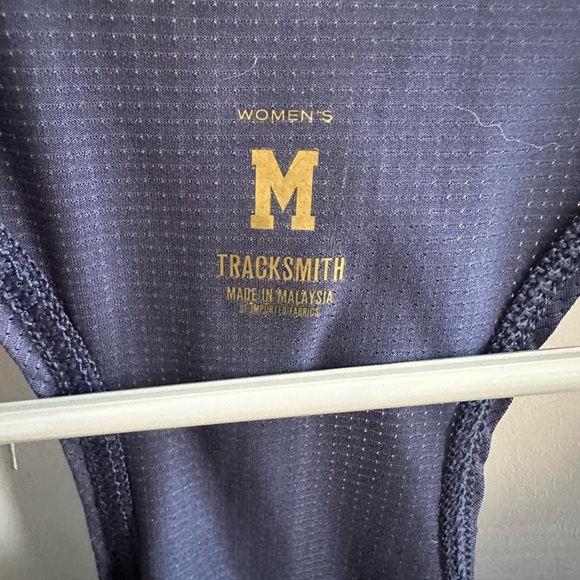 WOMEN'S
M
TRACKSMITH
MADE IN MALAYSIA
OF IMPORTED FABRICS